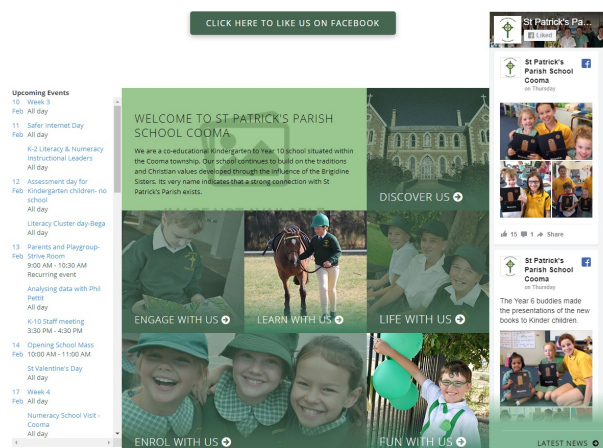 CLICK HERE TO LIKE US ON FACEBOOK
St Patrick's Pa...
Liked
St Patrick's
Parish School
Cooma
on Thursday
15 1 Share
St Patrick's
Parish School
Cooma
on Thursday
The Year 6 buddies made
the presentations of the new
books to Kinder children.
LATEST NEWS
Upcoming Events
10 Week 3
Feb All day
11 Safer Internet Day
Feb All day
K-2 Literacy & Numeracy
Instructional Leaders
All day
12 Assessment day for
Feb Kindergarten children- no
school
All day
Literacy Cluster day-Bega
All day
13 Parents and Playgroup-
Feb Strive Room
9:00 AM - 10:30 AM
Recurring event
Analysing data with Phil
Pettit
All day
K-10 Staff meeting
3:30 PM - 4:30 PM
14 Opening School Mass
Feb 10:00 AM - 11:00 AM
St Valentine's Day
All day
17 Week 4
Feb All day
Numeracy School Visit -
Cooma
All day
WELCOME TO ST PATRICK'S PARISH
SCHOOL COOMA
We are a co-educational Kindergarten to Year 10 school situated within
the Cooma township. Our school continues to build on the traditions
and Christian values developed through the influence of the Brigidine
Sisters. Its very name indicates that a strong connection with St
Patrick's Parish exists.
DISCOVER US
ENGAGE WITH US
LEARN WITH US
LIFE WITH US
ENROL WITH US
FUN WITH US